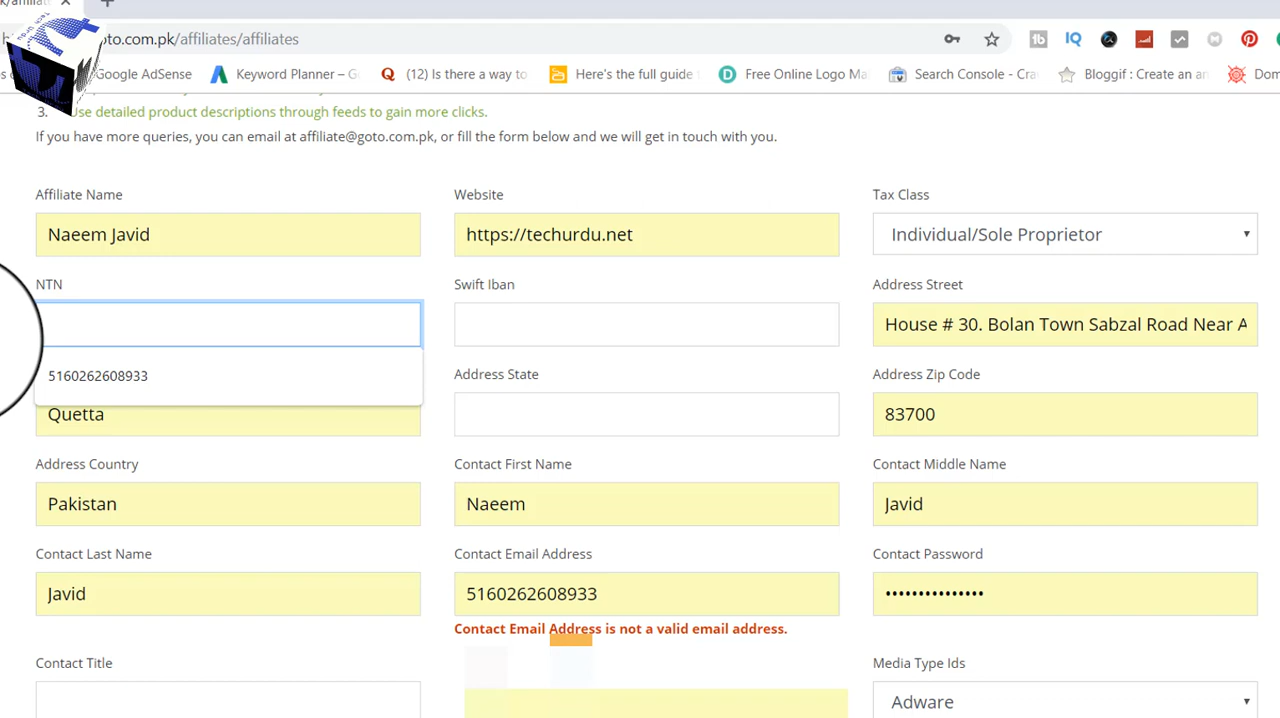 goto.com.pk/affiliates/affiliates
Google AdSense
Keyword Planner – G
(12) Is there a way to
Here's the full guide
Free Online Logo Ma
Search Console - Cra
Bloggif : Create an an
Dom
3. Use detailed product descriptions through feeds to gain more clicks.
If you have more queries, you can email at affiliate@goto.com.pk, or fill the form below and we will get in touch with you.
Affiliate Name
Website
Tax Class
Naeem Javid
https://techurdu.net
Individual/Sole Proprietor
NTN
Swift Iban
Address Street
House # 30. Bolan Town Sabzal Road Near A
5160262608933
Address State
Address Zip Code
Quetta
83700
Address Country
Contact First Name
Contact Middle Name
Pakistan
Naeem
Javid
Contact Last Name
Contact Email Address
Contact Password
Javid
5160262608933
•••••••••••••••
Contact Email Address is not a valid email address.
Contact Title
Media Type Ids
Adware